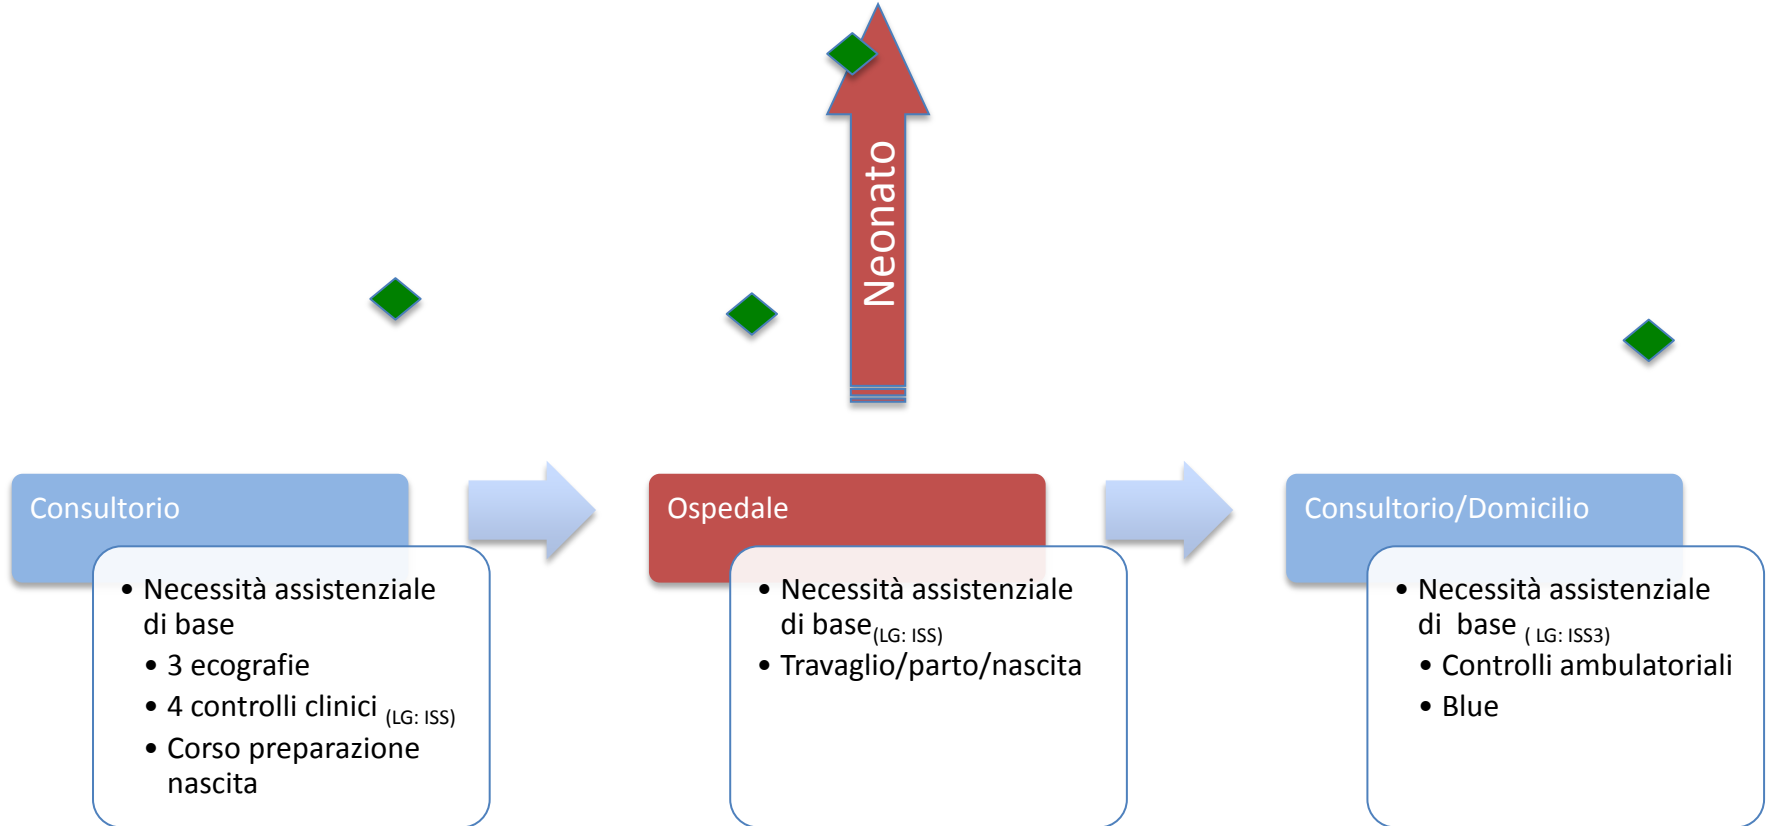 Neonato
Consultorio
• Necessità assistenziale
di base
• 3 ecografie
• 4 controlli clinici (LG: ISS)
• Corso preparazione
nascita
Ospedale
• Necessità assistenziale
di base(LG: ISS)
• Travaglio/parto/nascita
Consultorio/Domicilio
• Necessità assistenziale
di base ( LG: ISS3)
• Controlli ambulatoriali
• Blue